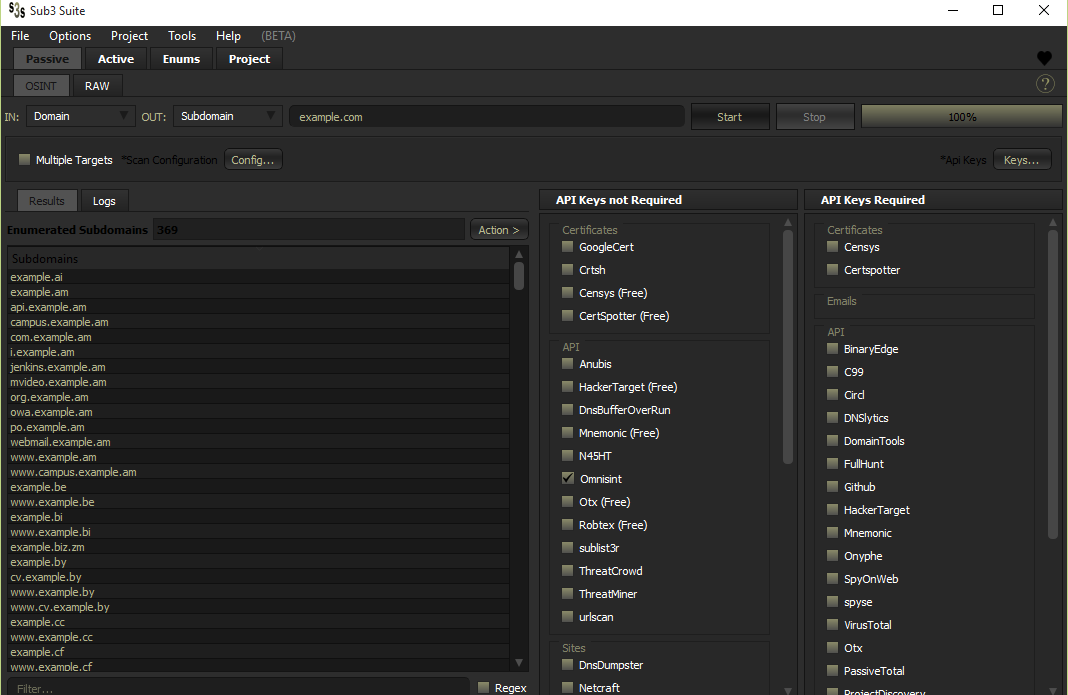 S3S Sub3 Suite
File Options Project Tools Help (BETA)
Passive Active Enums Project
OSINT RAW ?
IN: Domain OUT: Subdomain example.com Start Stop 100%
Multiple Targets *Scan Configuration Config... *Api Keys Keys...
Results Logs
Enumerated Subdomains 369 Action >
Subdomains
example.ai
example.am
api.example.am
campus.example.am
com.example.am
i.example.am
jenkins.example.am
mvideo.example.am
org.example.am
owa.example.am
po.example.am
webmail.example.am
www.example.am
www.campus.example.am
example.be
www.example.be
example.bi
www.example.bi
example.biz.zm
example.by
cv.example.by
www.example.by
www.cv.example.by
example.cc
www.example.cc
example.cf
www.example.cf
Filter... Regex
API Keys not Required
Certificates
GoogleCert
Crtsh
Censys (Free)
CertSpotter (Free)
API
Anubis
HackerTarget (Free)
DnsBufferOverRun
Mnemonic (Free)
N45HT
Omnisint
Otx (Free)
Robtex (Free)
sublist3r
ThreatCrowd
ThreatMiner
urlscan
Sites
DnsDumpster
Netcraft
API Keys Required
Certificates
Censys
Certspotter
Emails
API
BinaryEdge
C99
Circl
DNSlytics
DomainTools
FullHunt
Github
HackerTarget
Mnemonic
Onyphe
SpyOnWeb
spyse
VirusTotal
Otx
PassiveTotal
ProjectDiscovery